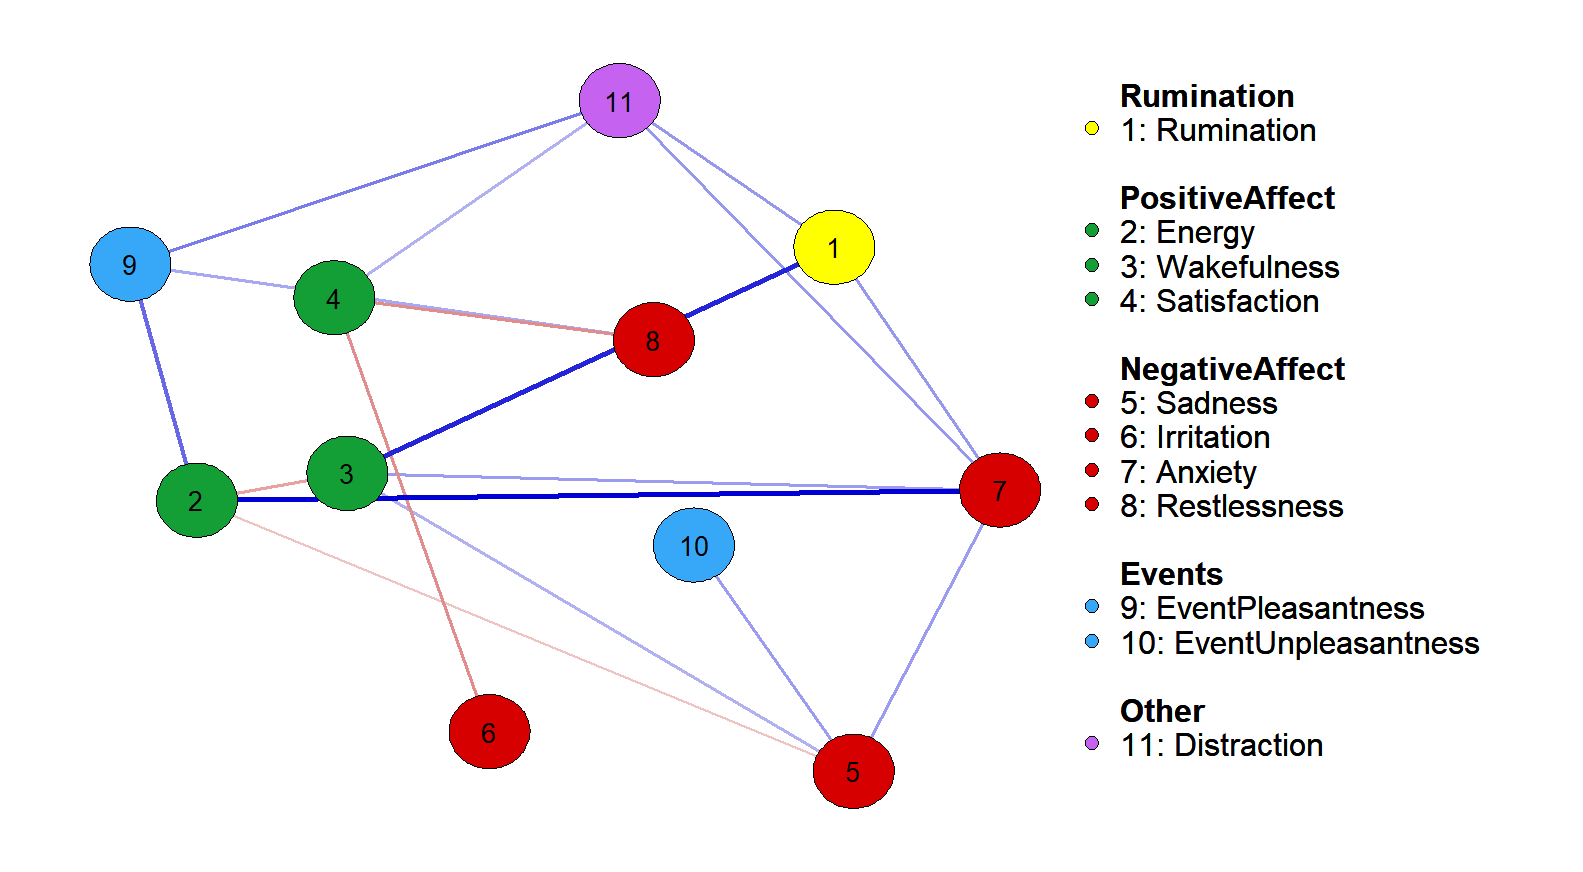 11
1
9
4
8
3
2
7
10
6
5
Rumination
1: Rumination
PositiveAffect
2: Energy
3: Wakefulness
4: Satisfaction
NegativeAffect
5: Sadness
6: Irritation
7: Anxiety
8: Restlessness
Events
9: EventPleasantness
10: EventUnpleasantness
Other
11: Distraction